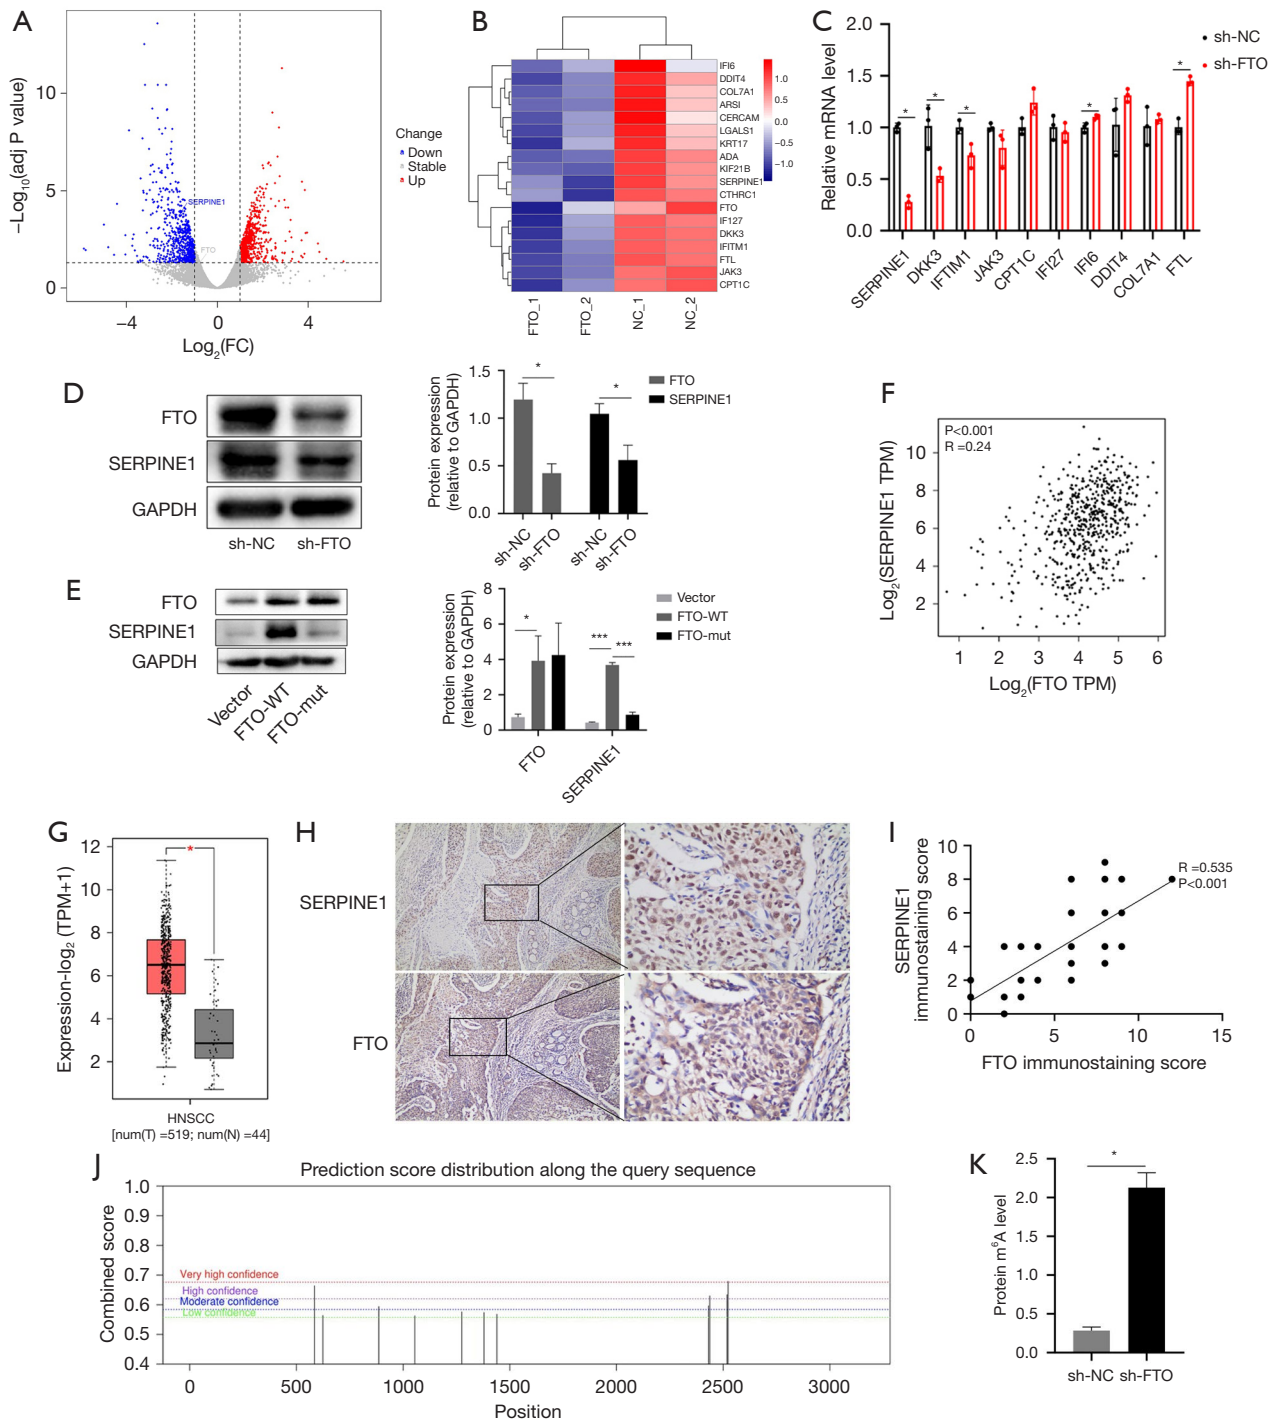 A
−Log10(adj P value)
10
5
0
SERPINE1
FTO
−4
0
4
Log2(FC)
Change
Down
Stable
Up
B
IFI6
DDIT4
COL7A1
ARSI
CERCAM
LGALS1
KRT17
ADA
KIF21B
SERPINE1
CTHRC1
FTO
IF127
DKK3
IFITM1
FTL
JAK3
CPT1C
FTO_1
FTO_2
NC_1
NC_2
1.0
0.5
0.0
−0.5
−1.0
C
Relative mRNA level
2.0
1.5
1.0
0.5
0.0
* * * * *
sh-NC
sh-FTO
SERPINE1
DKK3
IFTIM1
JAK3
CPT1C
IFI27
IFI6
DDIT4
COL7A1
FTL
D
FTO
SERPINE1
GAPDH
sh-NC sh-FTO
Protein expression
(relative to GAPDH)
1.5
1.0
0.5
0.0
* *
FTO
SERPINE1
sh-NC
sh-FTO
sh-NC
sh-FTO
E
FTO
SERPINE1
GAPDH
Vector
FTO-WT
FTO-mut
Protein expression
(relative to GAPDH)
8
6
4
2
0
* *** ***
Vector
FTO-WT
FTO-mut
FTO
SERPINE1
F
P<0.001
R =0.24
Log2(SERPINE1 TPM)
10
8
6
4
2
1 2 3 4 5 6
Log2(FTO TPM)
G
Expression-log2 (TPM+1)
12
10
8
6
4
2
*
HNSCC
[num(T) =519; num(N) =44]
H
SERPINE1
FTO
I
SERPINE1
immunostaining score
10
8
6
4
2
0
R =0.535
P<0.001
0 5 10 15
FTO immunostaining score
J
Prediction score distribution along the query sequence
Combined score
1.0
0.9
0.8
0.7
0.6
0.5
0.4
Very high confidence
High confidence
Moderate confidence
Low confidence
0 500 1000 1500 2000 2500 3000
Position
K
Protein m6A level
2.5
2.0
1.5
1.0
0.5
0.0
*
sh-NC sh-FTO